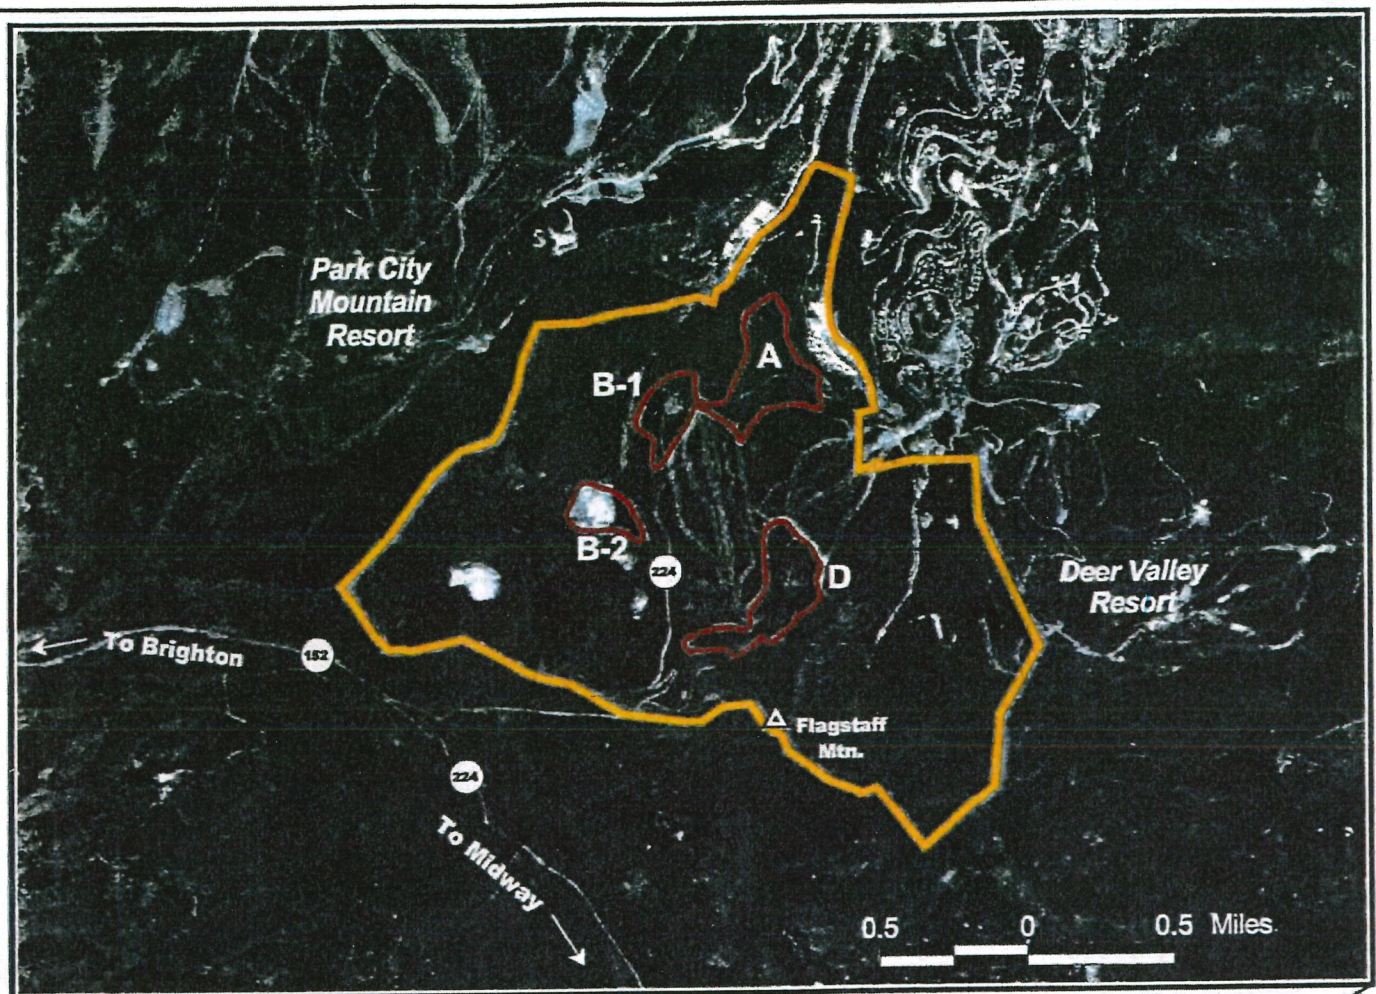 Park City
Mountain
Resort
A
B-1
B-2
224
D
Deer Valley
Resort
To Brighton
152
Flagstaff
Mtn.
224
To Midway
0.5 0 0.5 Miles